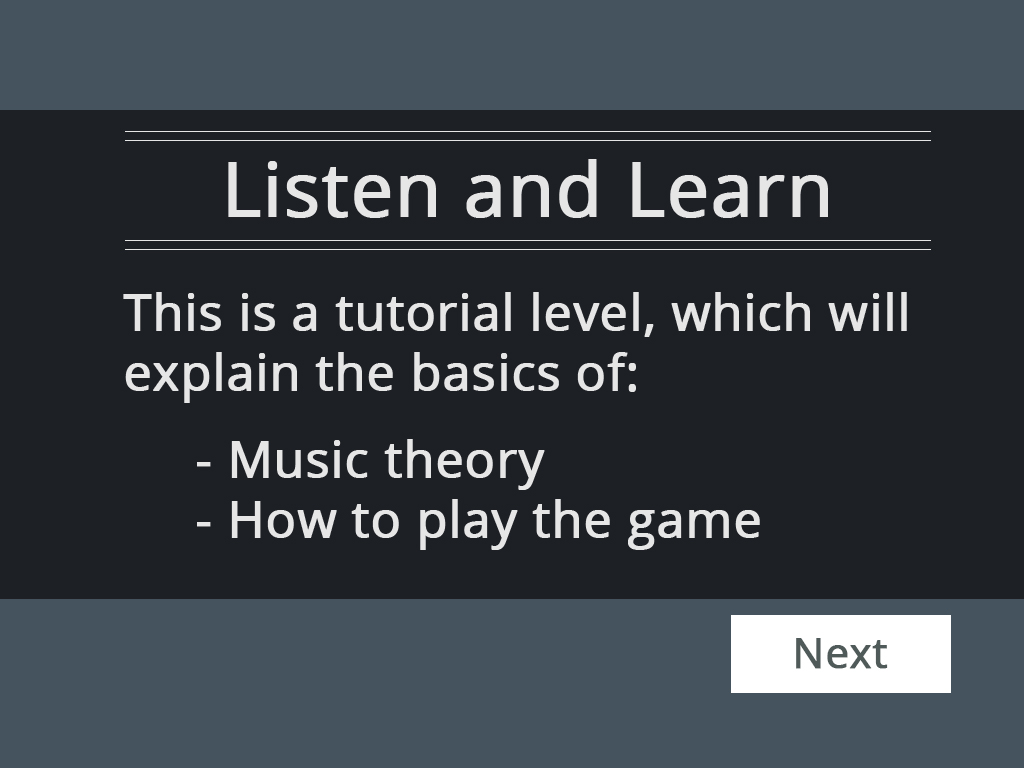 Listen and Learn
This is a tutorial level, which will
explain the basics of:
- Music theory
- How to play the game
Next